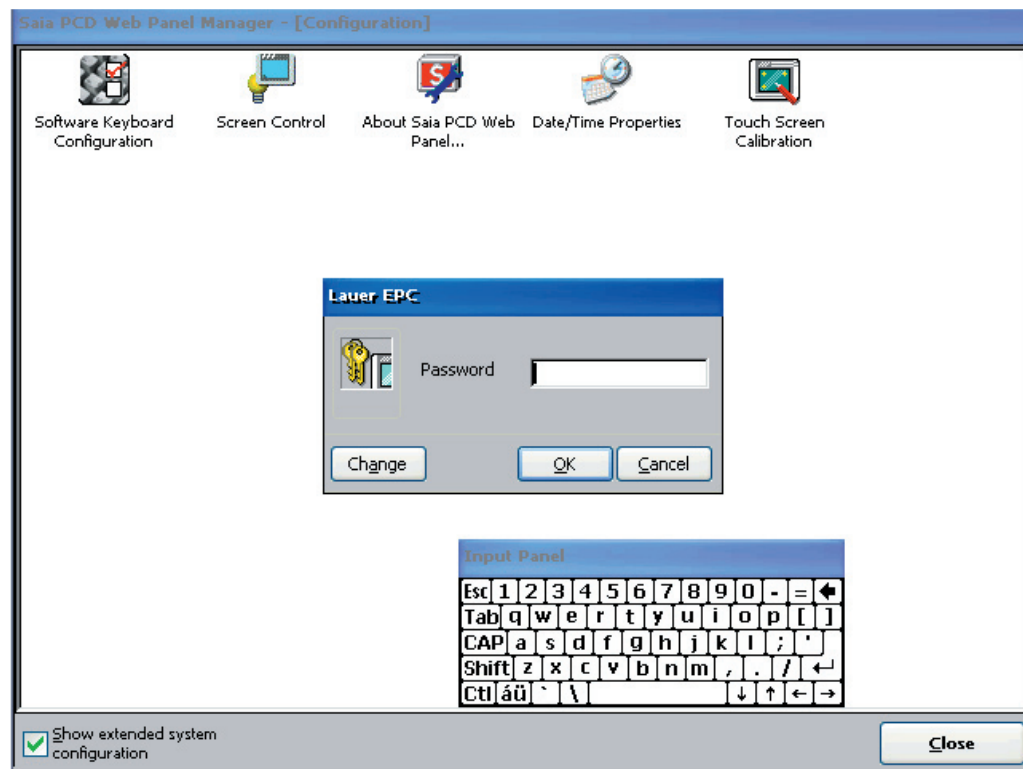 Saia PCD Web Panel Manager - [Configuration]
Software Keyboard
Configuration
Screen Control
About Saia PCD Web
Panel...
Date/Time Properties
Touch Screen
Calibration
Lauer EPC
Password
Change
OK
Cancel
Input Panel
Esc 1 2 3 4 5 6 7 8 9 0 - =
Tab q w e r t y u i o p [ ]
CAP a s d f g h j k l ; '
Shift z x c v b n m , . /
Ctl áü ` \ ↓ ↑ ← →
Show extended system
configuration
Close